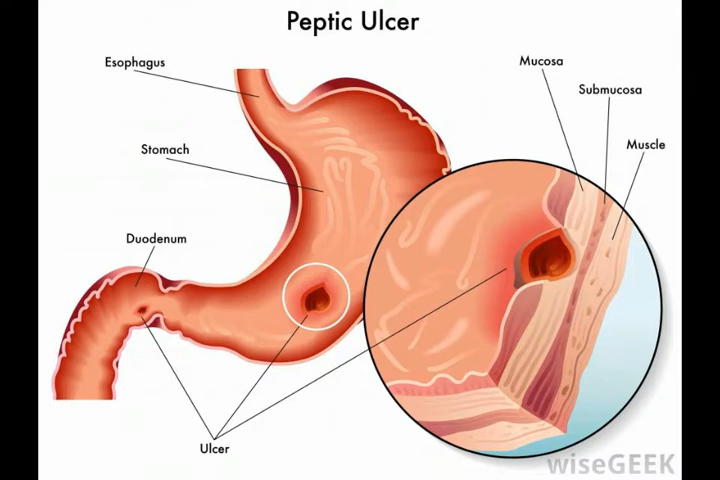 Peptic Ulcer
Esophagus
Mucosa
Submucosa
Stomach
Muscle
Duodenum
Ulcer
wiseGEEK